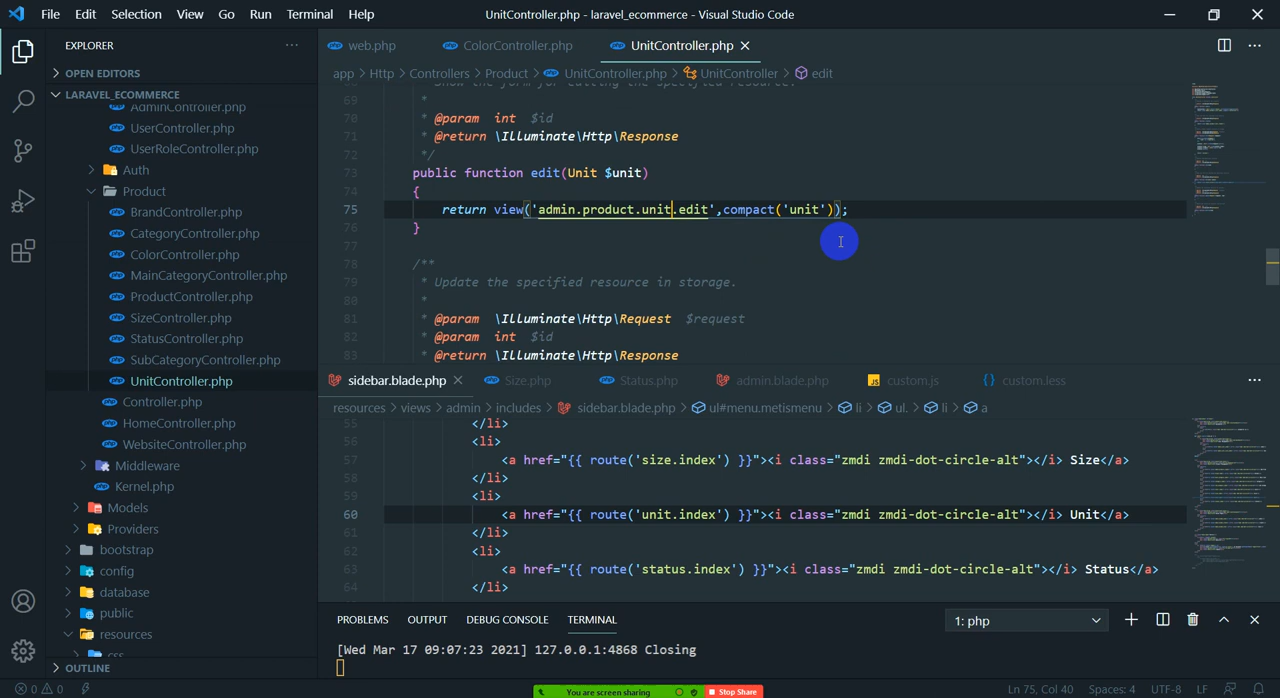 File Edit Selection View Go Run Terminal Help
UnitController.php - laravel_ecommerce - Visual Studio Code
EXPLORER
OPEN EDITORS
LARAVEL_ECOMMERCE
AdminController.php
UserController.php
UserRoleController.php
Auth
Product
BrandController.php
CategoryController.php
ColorController.php
MainCategoryController.php
ProductController.php
SizeController.php
StatusController.php
SubCategoryController.php
UnitController.php
Controller.php
HomeController.php
WebsiteController.php
Middleware
Kernel.php
Models
Providers
bootstrap
config
database
public
resources
css
OUTLINE
web.php ColorController.php UnitController.php
app > Http > Controllers > Product > UnitController.php > UnitController > edit
* Show the form for editing the specified resource.
69 *
70 * @param int $id
71 * @return \Illuminate\Http\Response
72 */
73 public function edit(Unit $unit)
74 {
75 return view('admin.product.unit.edit',compact('unit'));
76 }
77
78 /**
79 * Update the specified resource in storage.
80 *
81 * @param \Illuminate\Http\Request $request
82 * @param int $id
83 * @return \Illuminate\Http\Response
sidebar.blade.php Size.php Status.php admin.blade.php custom.js custom.less
resources > views > admin > includes > sidebar.blade.php > ul#menu.metismenu > li > ul. > li > a
55 </li>
56 <li>
57 <a href="{{ route('size.index') }}"><i class="zmdi zmdi-dot-circle-alt"></i> Size</a>
58 </li>
59 <li>
60 <a href="{{ route('unit.index') }}"><i class="zmdi zmdi-dot-circle-alt"></i> Unit</a>
61 </li>
62 <li>
63 <a href="{{ route('status.index') }}"><i class="zmdi zmdi-dot-circle-alt"></i> Status</a>
64 </li>
PROBLEMS OUTPUT DEBUG CONSOLE TERMINAL 1: php
[Wed Mar 17 09:07:23 2021] 127.0.0.1:4868 Closing
0 0
You are screen sharing Stop Share
Ln 75, Col 40 Spaces: 4 UTF-8 LF